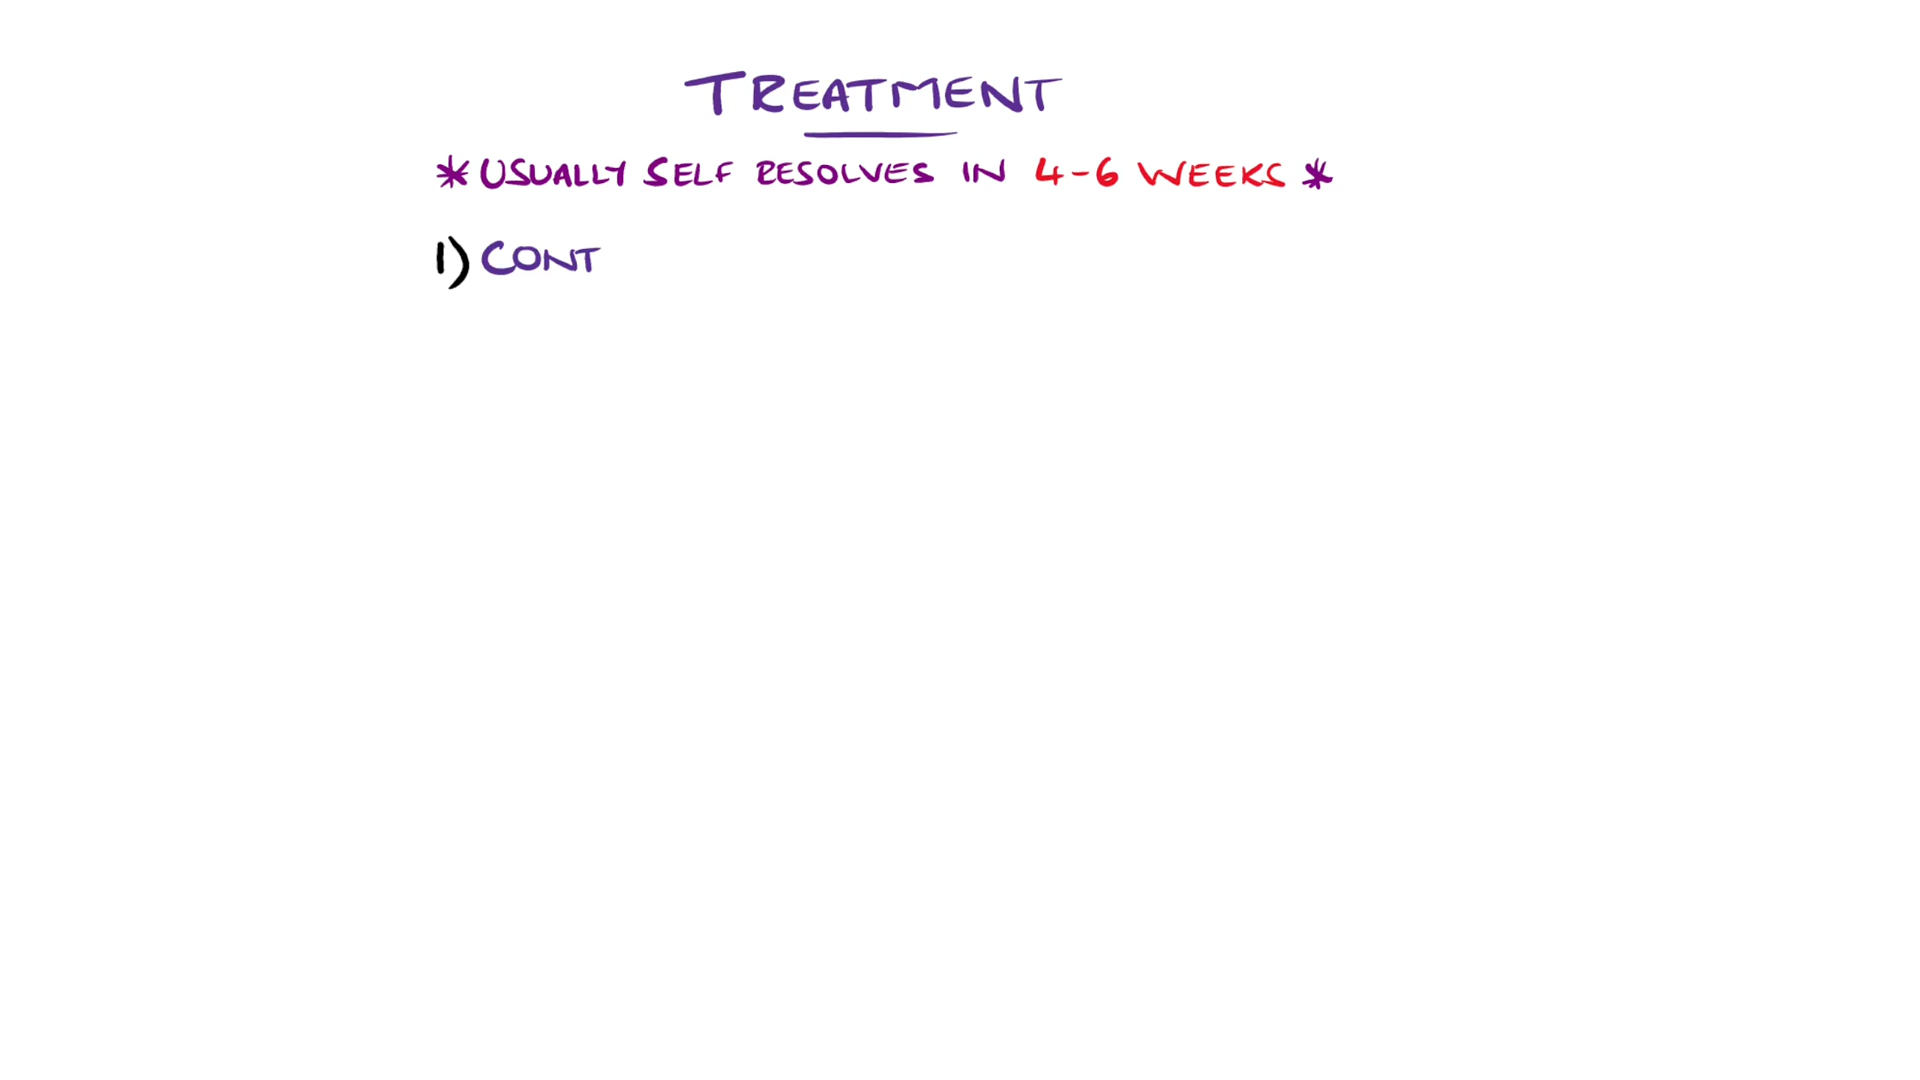 TREATMENT
*USUALLY SELF RESOLVES IN 4-6 WEEKS*
1) CONT